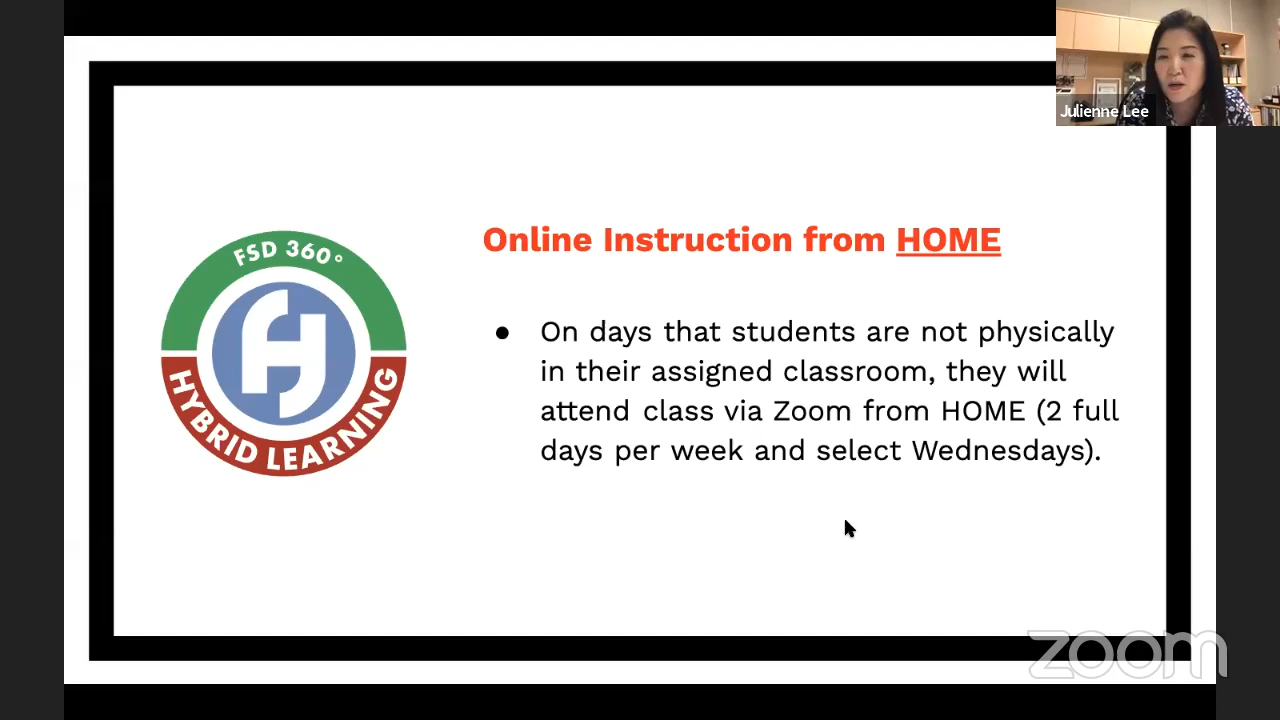 Julienne Lee
FSD 360°
HYBRID LEARNING
Online Instruction from HOME
● On days that students are not physically
in their assigned classroom, they will
attend class via Zoom from HOME (2 full
days per week and select Wednesdays).
zoom